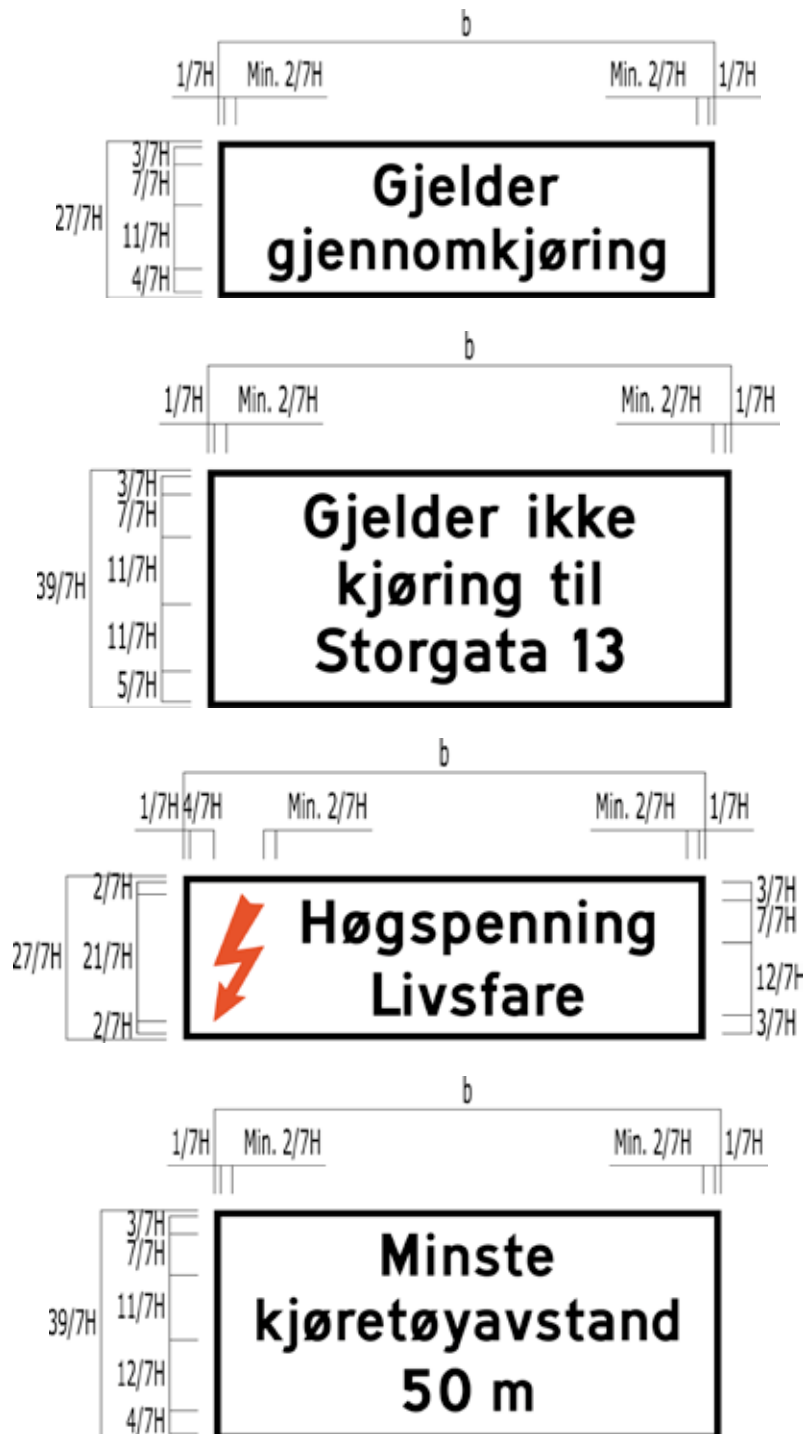 b
1/7H Min. 2/7H Min. 2/7H 1/7H
3/7H
7/7H
27/7H
11/7H
4/7H
Gjelder
gjennomkjøring
b
1/7H Min. 2/7H Min. 2/7H 1/7H
3/7H
7/7H
39/7H
11/7H
11/7H
5/7H
Gjelder ikke
kjøring til
Storgata 13
b
1/7H 4/7H Min. 2/7H Min. 2/7H 1/7H
2/7H
27/7H 21/7H
2/7H
Høgspenning
Livsfare
3/7H
7/7H
12/7H
3/7H
b
1/7H Min. 2/7H Min. 2/7H 1/7H
3/7H
7/7H
39/7H
11/7H
12/7H
4/7H
Minste
kjøretøyavstand
50 m